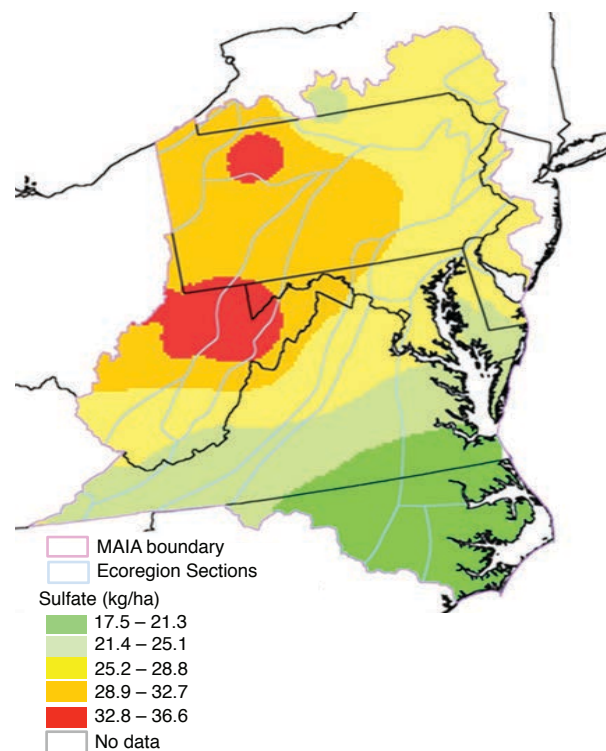 MAIA boundary
Ecoregion Sections
Sulfate (kg/ha)
17.5 – 21.3
21.4 – 25.1
25.2 – 28.8
28.9 – 32.7
32.8 – 36.6
No data